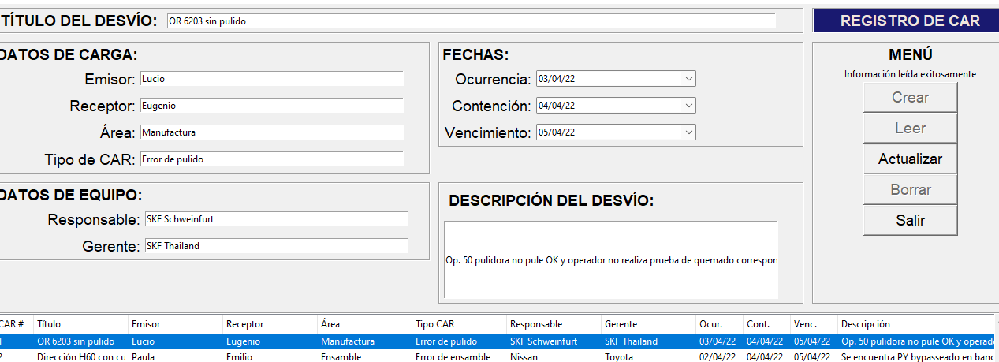 TÍTULO DEL DESVÍO: OR 6203 sin pulido
REGISTRO DE CAR
DATOS DE CARGA:
Emisor: Lucio
Receptor: Eugenio
Área: Manufactura
Tipo de CAR: Error de pulido
FECHAS:
Ocurrencia: 03/04/22
Contención: 04/04/22
Vencimiento: 05/04/22
MENÚ
Información leída exitosamente
Crear
Leer
Actualizar
Borrar
Salir
DATOS DE EQUIPO:
Responsable: SKF Schweinfurt
Gerente: SKF Thailand
DESCRIPCIÓN DEL DESVÍO:
Op. 50 pulidora no pule OK y operador no realiza prueba de quemado correspon
CAR # Título Emisor Receptor Área Tipo CAR Responsable Gerente Ocur. Cont. Venc. Descripción
1 OR 6203 sin pulido Lucio Eugenio Manufactura Error de pulido SKF Schweinfurt SKF Thailand 03/04/22 04/04/22 05/04/22 Op. 50 pulidora no pule OK y operad
2 Dirección H60 con cu Paula Emilio Ensamble Error de ensamble Nissan Toyota 02/04/22 04/04/22 05/04/22 Se encuentra PY bypasseado en banc